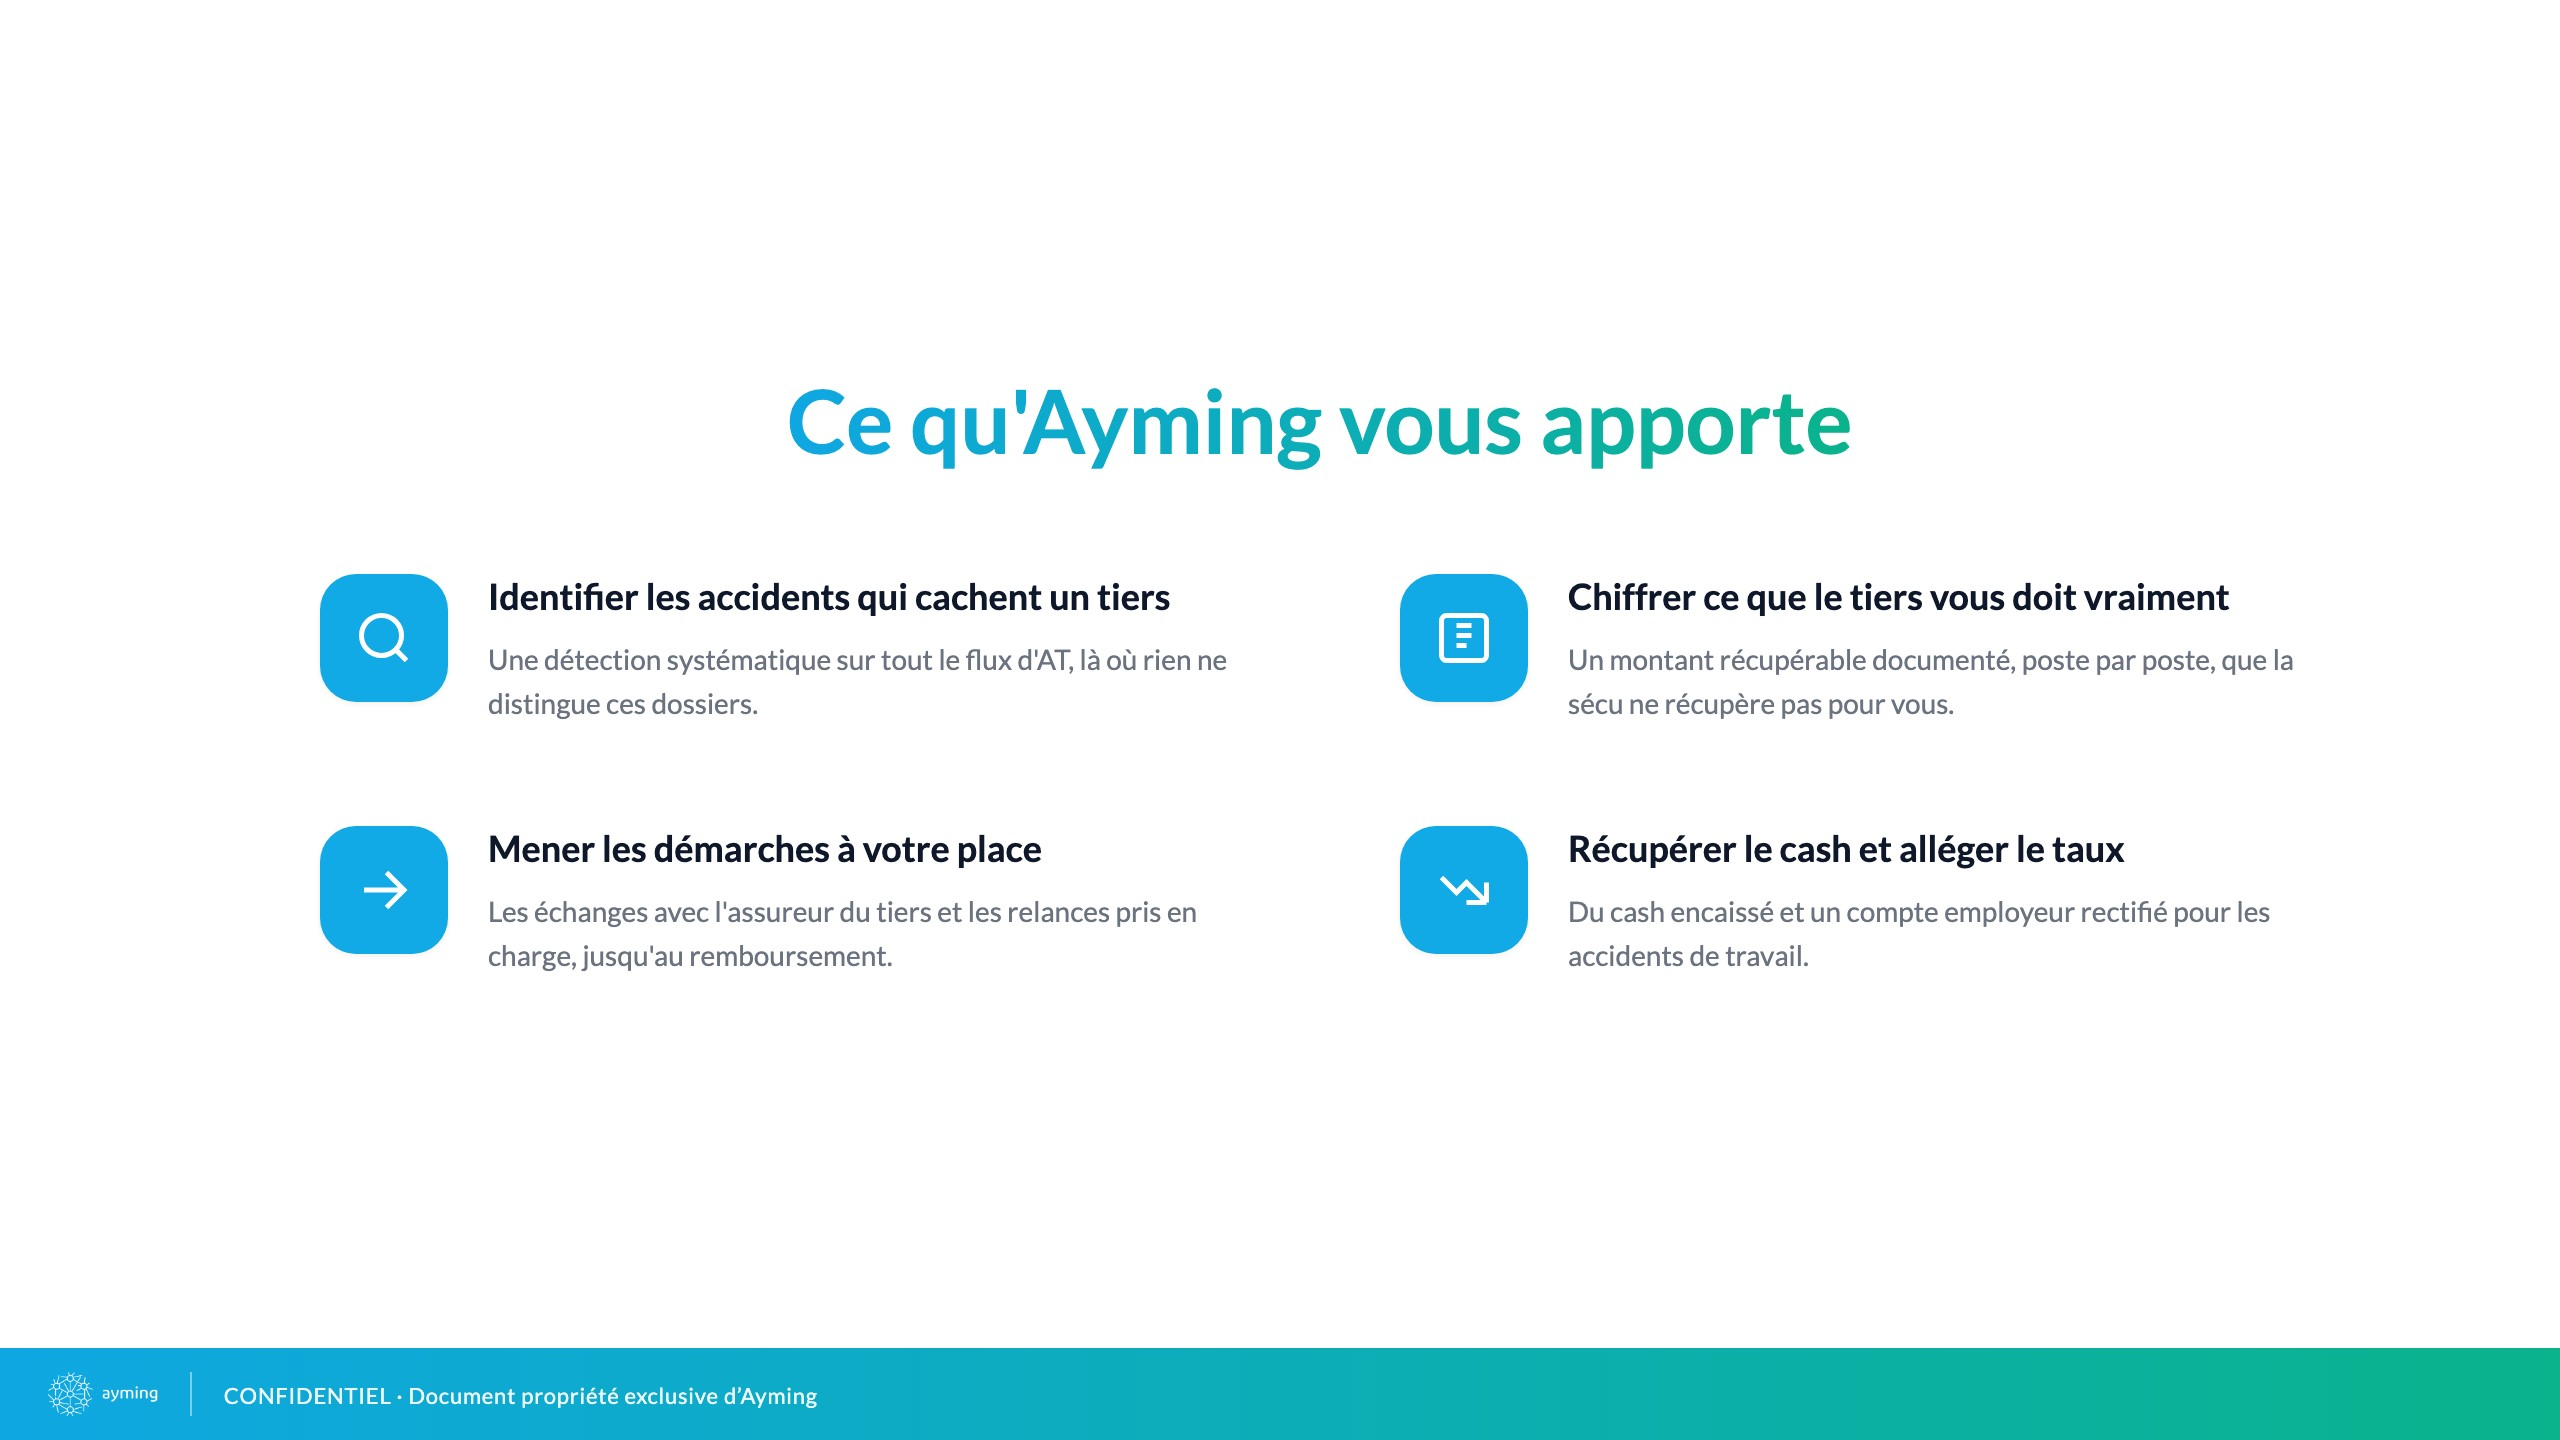 Ce qu'Ayming vous apporte
Identifier les accidents qui cachent un tiers
Une détection systématique sur tout le flux d'AT, là où rien ne
distingue ces dossiers.
Chiffrer ce que le tiers vous doit vraiment
Un montant récupérable documenté, poste par poste, que la
sécu ne récupère pas pour vous.
Mener les démarches à votre place
Les échanges avec l'assureur du tiers et les relances pris en
charge, jusqu'au remboursement.
Récupérer le cash et alléger le taux
Du cash encaissé et un compte employeur rectifié pour les
accidents de travail.
ayming
CONFIDENTIEL · Document propriété exclusive d’Ayming